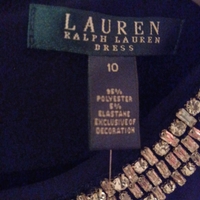 LAUREN
RALPH LAUREN
DRESS
10
95%
POLYESTER
5%
ELASTANE
EXCLUSIVE OF
DECORATION